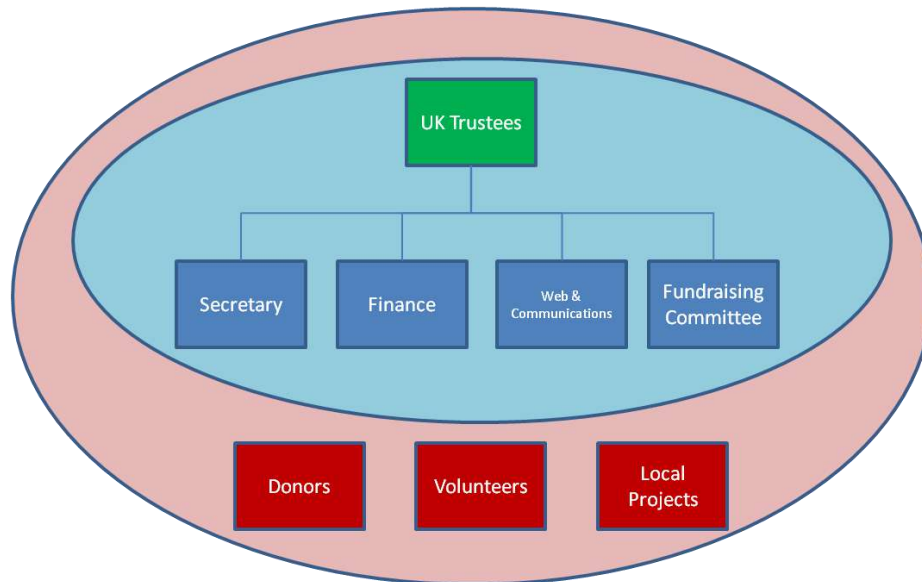 UK Trustees
Secretary
Finance
Web &
Communications
Fundraising
Committee
Donors
Volunteers
Local
Projects